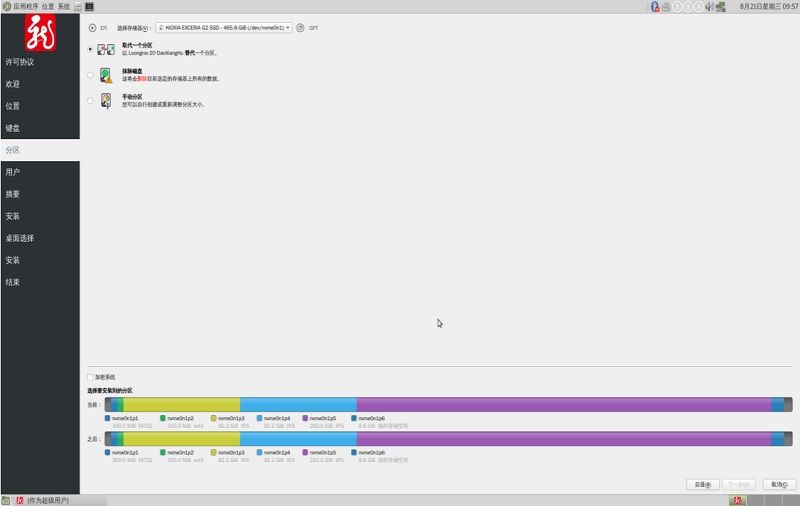 应用程序 位置 系统
8月21日星期三 09:57
许可协议
欢迎
位置
键盘
分区
用户
摘要
安装
桌面选择
安装
结束
EFI 选择存储器(V): KIOXIA-EXCERIA G2 SSD - 465.8 GiB (/dev/nvme0n1) GPT
取代一个分区
以 Loongnix-20 DaoXiangHu 替代一个分区。
抹除磁盘
这将会删除目前选定的存储器上所有的数据。
手动分区
您可以自行创建或重新调整分区大小。
加密系统
选择要安装到的分区
当前:
nvme0n1p1 nvme0n1p2 nvme0n1p3 nvme0n1p4 nvme0n1p5 nvme0n1p6
300.0 MiB FAT32 300.0 MiB ext3 82.2 GiB XFS 82.2 GiB XFS 292.0 GiB XFS 8.8 GiB 临时存储空间
之后:
nvme0n1p1 nvme0n1p2 nvme0n1p3 nvme0n1p4 nvme0n1p5 nvme0n1p6
300.0 MiB FAT32 300.0 MiB ext3 82.2 GiB XFS 82.2 GiB XFS 292.0 GiB XFS 8.8 GiB 临时存储空间
后退(B) 下一步(N) 取消(C)
(作为超级用户)